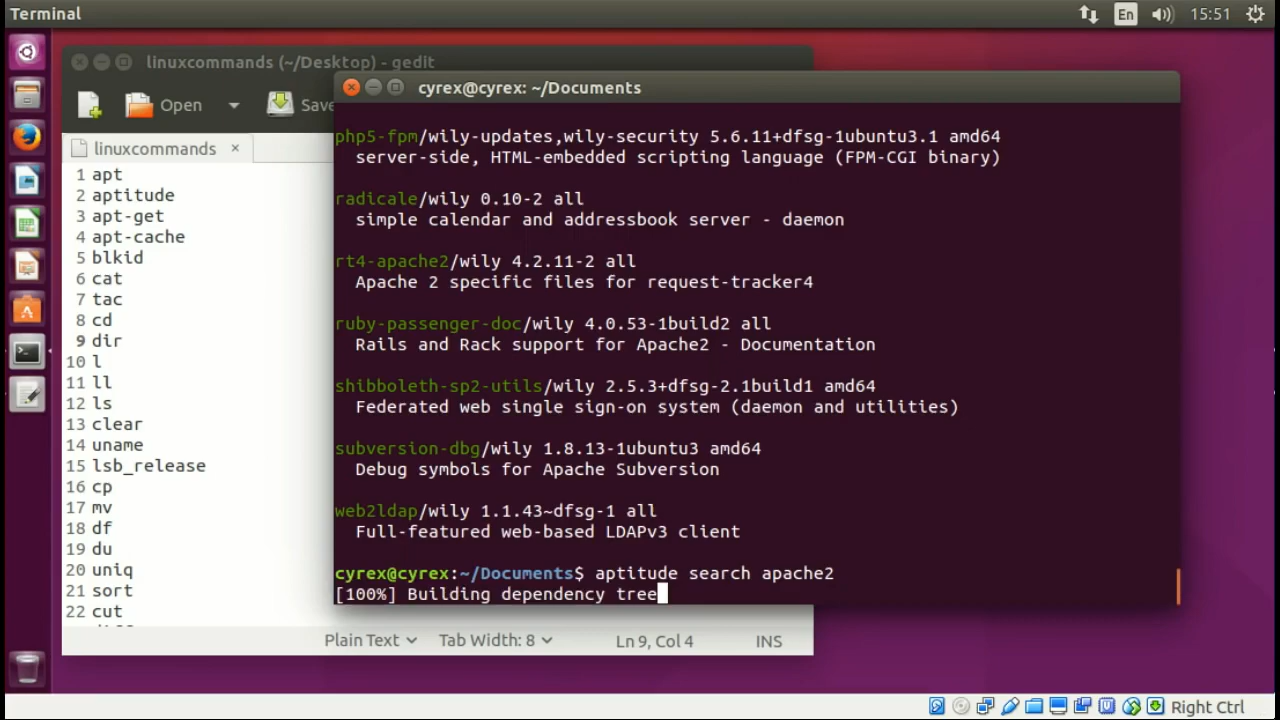 Terminal
En
15:51
linuxcommands (~/Desktop) - gedit
Open
Save
linuxcommands ×
1 apt
2 aptitude
3 apt-get
4 apt-cache
5 blkid
6 cat
7 tac
8 cd
9 dir
10 l
11 ll
12 ls
13 clear
14 uname
15 lsb_release
16 cp
17 mv
18 df
19 du
20 uniq
21 sort
22 cut
Plain Text
Tab Width: 8
Ln 9, Col 4
INS
cyrex@cyrex: ~/Documents
php5-fpm/wily-updates,wily-security 5.6.11+dfsg-1ubuntu3.1 amd64
server-side, HTML-embedded scripting language (FPM-CGI binary)
radicale/wily 0.10-2 all
simple calendar and addressbook server - daemon
rt4-apache2/wily 4.2.11-2 all
Apache 2 specific files for request-tracker4
ruby-passenger-doc/wily 4.0.53-1build2 all
Rails and Rack support for Apache2 - Documentation
shibboleth-sp2-utils/wily 2.5.3+dfsg-2.1build1 amd64
Federated web single sign-on system (daemon and utilities)
subversion-dbg/wily 1.8.13-1ubuntu3 amd64
Debug symbols for Apache Subversion
web2ldap/wily 1.1.43~dfsg-1 all
Full-featured web-based LDAPv3 client
cyrex@cyrex:~/Documents$ aptitude search apache2
[100%] Building dependency tree
Right Ctrl